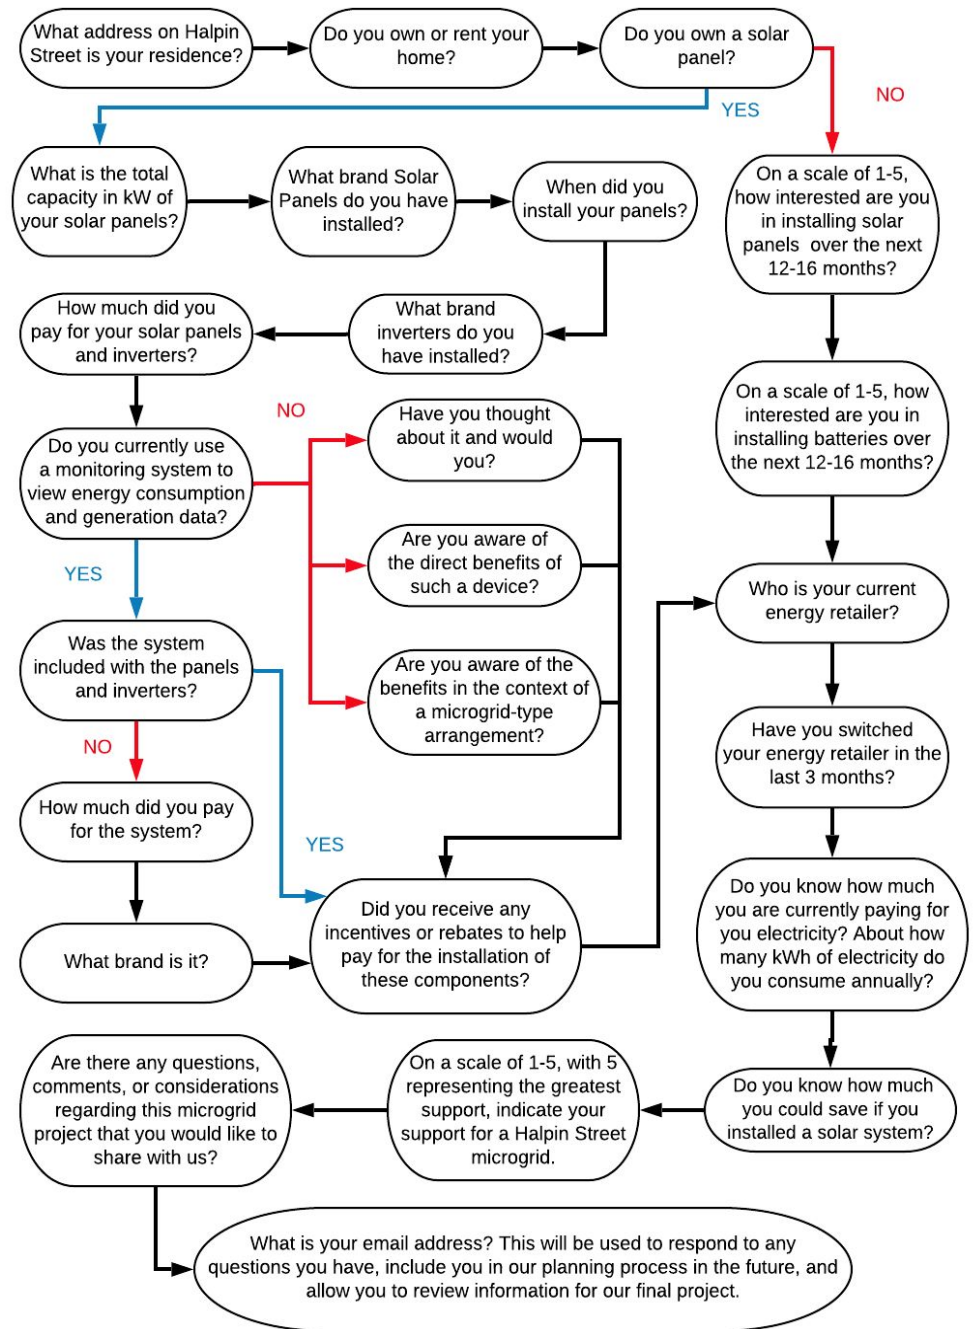 What address on Halpin
Street is your residence?
Do you own or rent your
home?
Do you own a solar
panel?
NO
YES
What is the total
capacity in kW of
your solar panels?
What brand Solar
Panels do you have
installed?
When did you
install your panels?
On a scale of 1-5,
how interested are you
in installing solar
panels over the next
12-16 months?
How much did you
pay for your solar panels
and inverters?
What brand
inverters do you
have installed?
On a scale of 1-5, how
interested are you in
installing batteries over
the next 12-16 months?
NO
Have you thought
about it and would
you?
Do you currently use
a monitoring system to
view energy consumption
and generation data?
Are you aware of
the direct benefits of
such a device?
YES
Who is your current
energy retailer?
Was the system
included with the panels
and inverters?
Are you aware of the
benefits in the context of
a microgrid-type
arrangement?
NO
Have you switched
your energy retailer in the
last 3 months?
How much did you pay
for the system?
YES
Do you know how much
you are currently paying for
you electricity? About how
many kWh of electricity do
you consume annually?
What brand is it?
Did you receive any
incentives or rebates to help
pay for the installation of
these components?
Are there any questions,
comments, or considerations
regarding this microgrid
project that you would like to
share with us?
On a scale of 1-5, with 5
representing the greatest
support, indicate your
support for a Halpin Street
microgrid.
Do you know how much
you could save if you
installed a solar system?
What is your email address? This will be used to respond to any
questions you have, include you in our planning process in the future, and
allow you to review information for our final project.